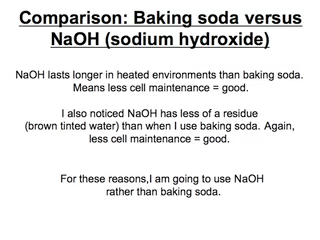 Comparison: Baking soda versus
NaOH (sodium hydroxide)
NaOH lasts longer in heated environments than baking soda.
Means less cell maintenance = good.
I also noticed NaOH has less of a residue
(brown tinted water) than when I use baking soda. Again,
less cell maintenance = good.
For these reasons,I am going to use NaOH
rather than baking soda.